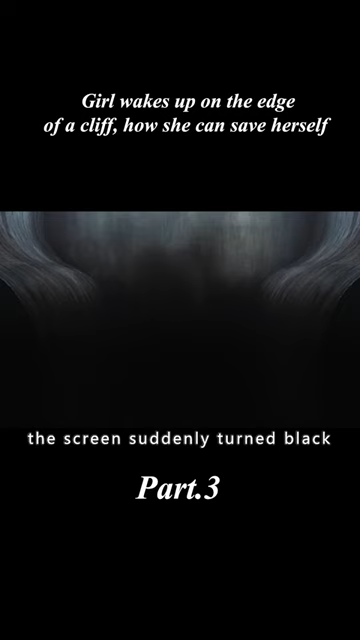 Girl wakes up on the edge
of a cliff, how she can save herself
the screen suddenly turned black
Part.3